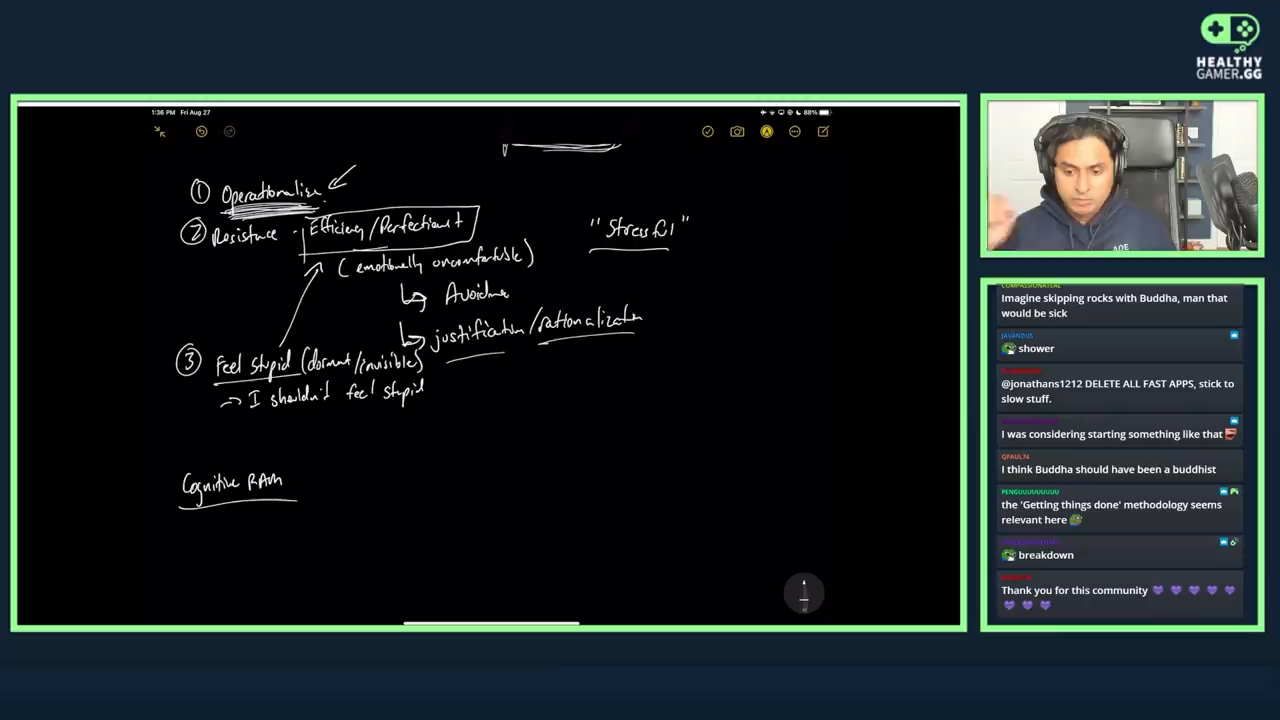 HEALTHY
GAMER.GG
1:36 PM Fri Aug 27
88%
① Operationalize
② Resistance - Efficiency/Perfectionist
"Stressful"
(emotionally uncomfortable)
↳ Avoidance
↳ justification/rationalization
③ Feel Stupid (dormant/invisible)
→ I shouldn't feel stupid
Cognitive RAM
COMPASSIONATEAL
Imagine skipping rocks with Buddha, man that
would be sick
JAVANDUS
shower
@jonathans1212 DELETE ALL FAST APPS, stick to
slow stuff.
I was considering starting something like that
QPAUL74
I think Buddha should have been a buddhist
PENGUUUUUUUUU
the 'Getting things done' methodology seems
relevant here
breakdown
Thank you for this community